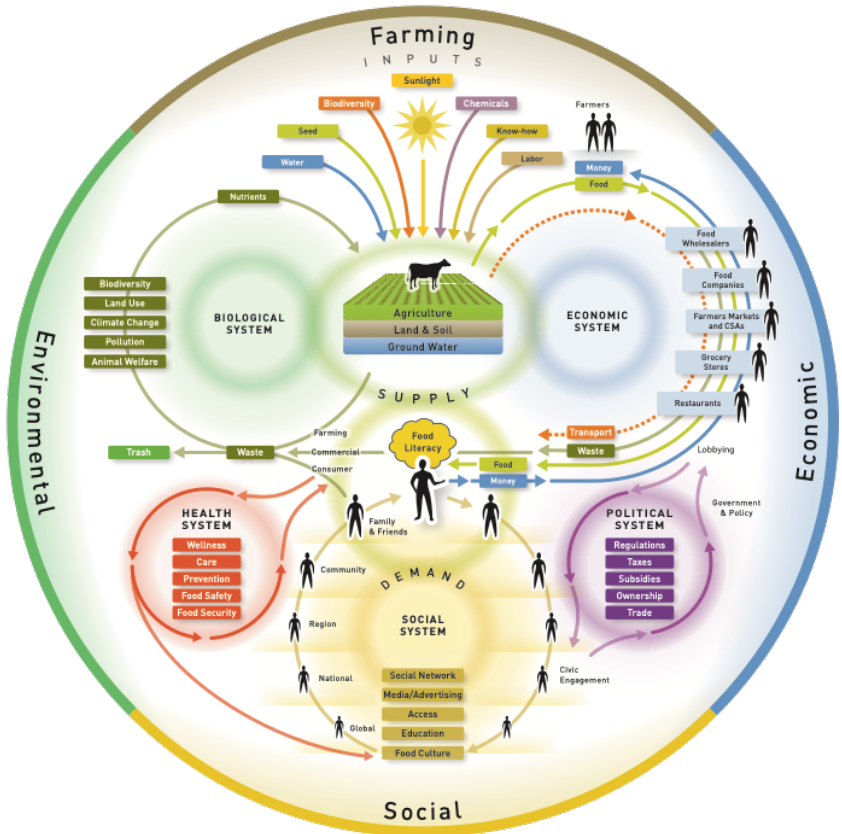 Farming
INPUTS
Sunlight
Biodiversity
Chemicals
Farmers
Seed
Know-how
Water
Labor
Money
Food
Nutrients
Food
Wholesalers
Food
Companies
Farmers Markets
and CSAs
Grocery
Stores
Restaurants
Biodiversity
Land Use
Climate Change
Pollution
Animal Welfare
BIOLOGICAL
SYSTEM
Agriculture
Land & Soil
Ground Water
ECONOMIC
SYSTEM
Environmental
Economic
SUPPLY
Food
Literacy
Farming
Commercial
Consumer
Trash
Waste
Transport
Waste
Food
Money
Lobbying
Government
& Policy
HEALTH
SYSTEM
Wellness
Care
Prevention
Food Safety
Food Security
Family
& Friends
Community
Region
National
Global
DEMAND
SOCIAL
SYSTEM
Social Network
Media/Advertising
Access
Education
Food Culture
POLITICAL
SYSTEM
Regulations
Taxes
Subsidies
Ownership
Trade
Civic
Engagement
Social